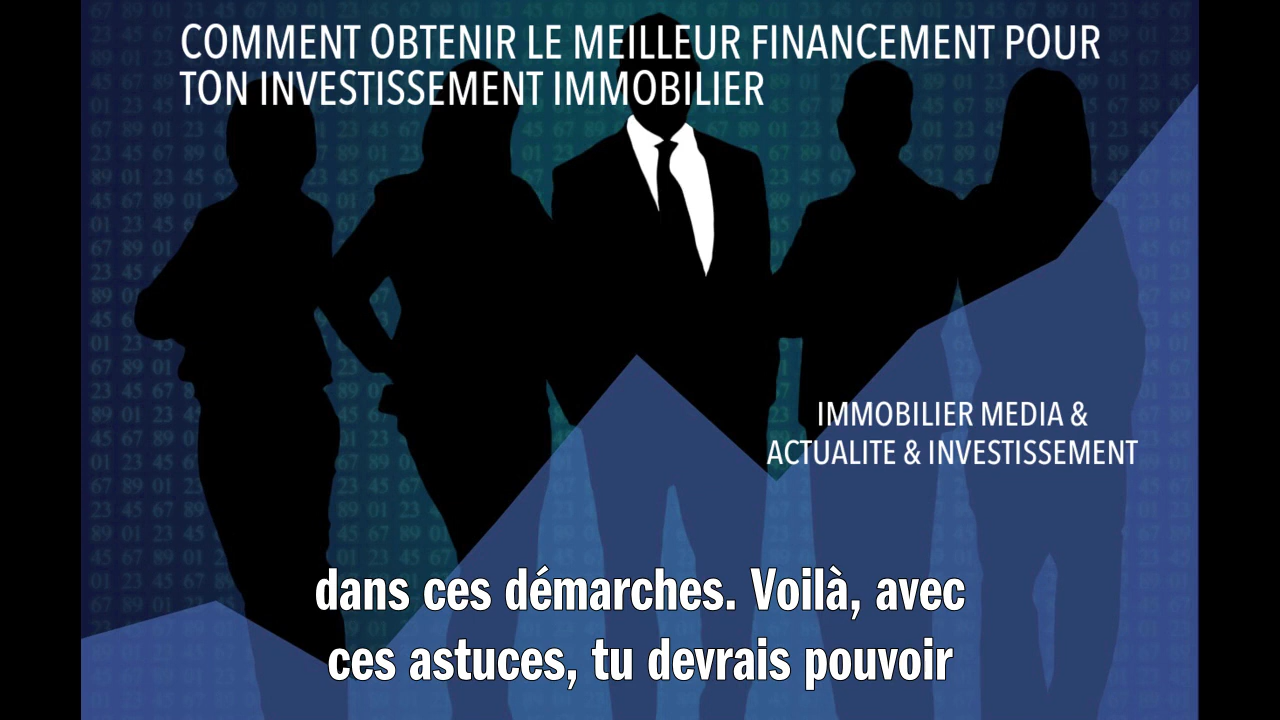 COMMENT OBTENIR LE MEILLEUR FINANCEMENT POUR
TON INVESTISSEMENT IMMOBILIER
IMMOBILIER MEDIA &
ACTUALITE & INVESTISSEMENT
dans ces démarches. Voilà, avec
ces astuces, tu devrais pouvoir